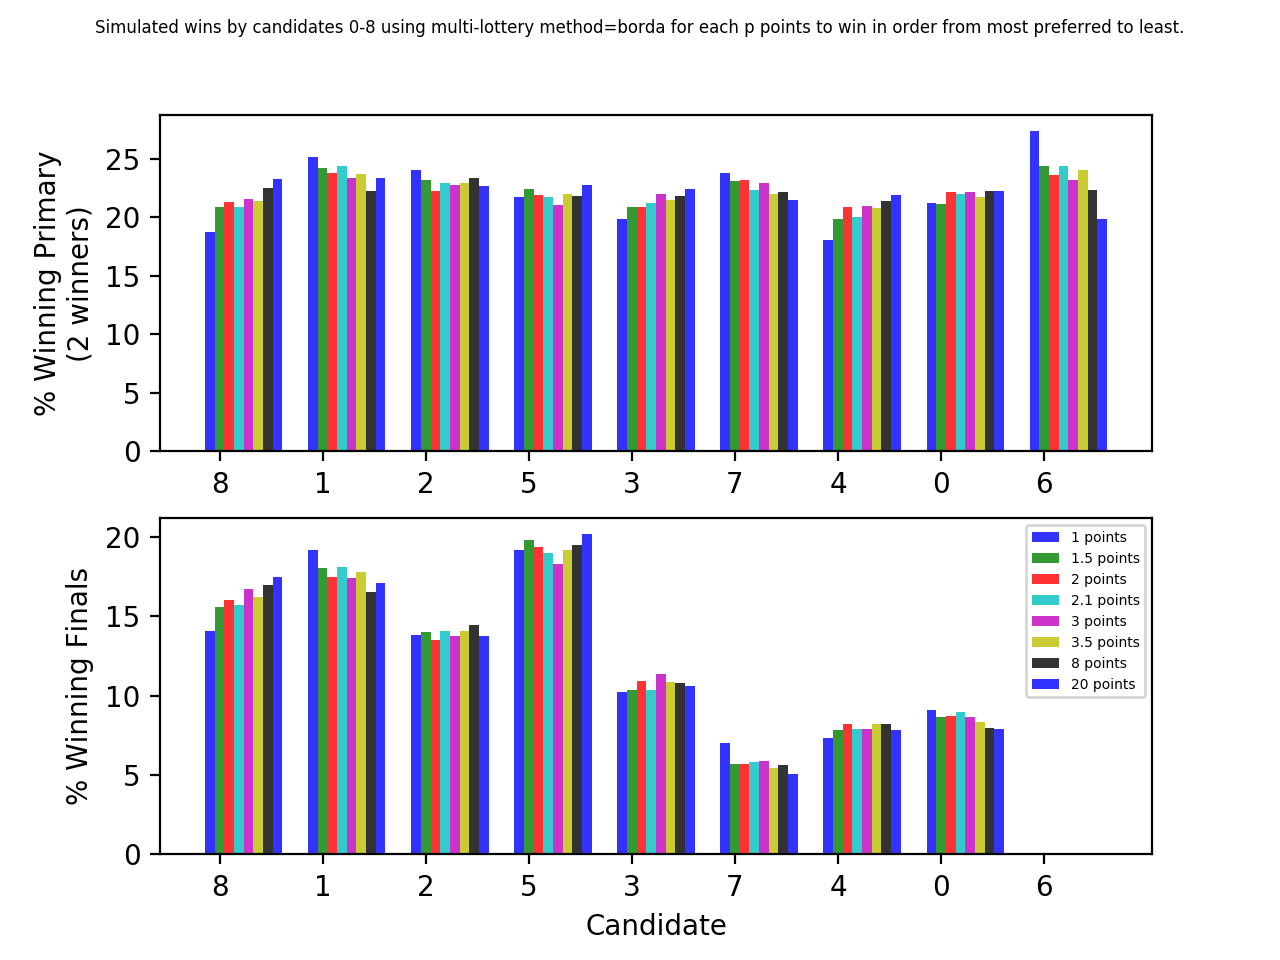 Simulated wins by candidates 0-8 using multi-lottery method=borda for each p points to win in order from most preferred to least.
% Winning Primary
(2 winners)
25
20
15
10
5
0
8 1 2 5 3 7 4 0 6
% Winning Finals
20
15
10
5
0
1 points
1.5 points
2 points
2.1 points
3 points
3.5 points
8 points
20 points
8 1 2 5 3 7 4 0 6
Candidate